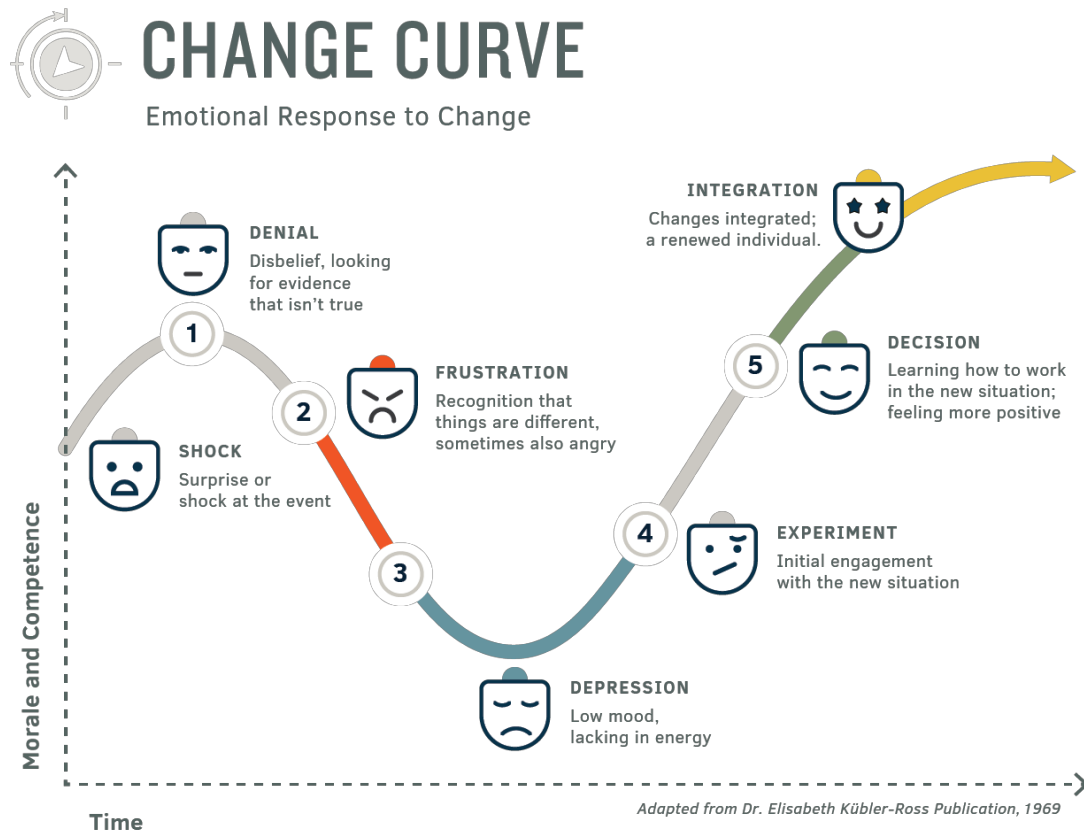 CHANGE CURVE
Emotional Response to Change
INTEGRATION
Changes integrated;
a renewed individual.
DENIAL
Disbelief, looking
for evidence
that isn't true
1
FRUSTRATION
Recognition that
things are different,
sometimes also angry
2
5
DECISION
Learning how to work
in the new situation;
feeling more positive
SHOCK
Surprise or
shock at the event
4
EXPERIMENT
Initial engagement
with the new situation
3
DEPRESSION
Low mood,
lacking in energy
Morale and Competence
Time
Adapted from Dr. Elisabeth Kübler-Ross Publication, 1969